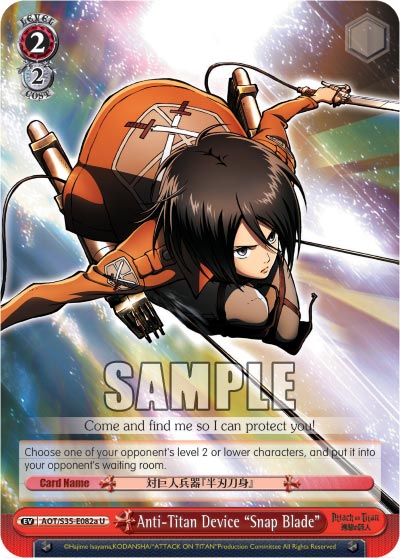 LEVEL
2
2
COST
SAMPLE
Come and find me so I can protect you!
Choose one of your opponent's level 2 or lower characters, and put it into
your opponent's waiting room.
Card Name 対巨人兵器『半刃刀身』
EV AOT/S35-E082a U Anti-Titan Device “Snap Blade” Attack on Titan
進撃の巨人
©Hajime Isayama,KODANSHA/"ATTACK ON TITAN"Production Committee. All Rights Reserved.